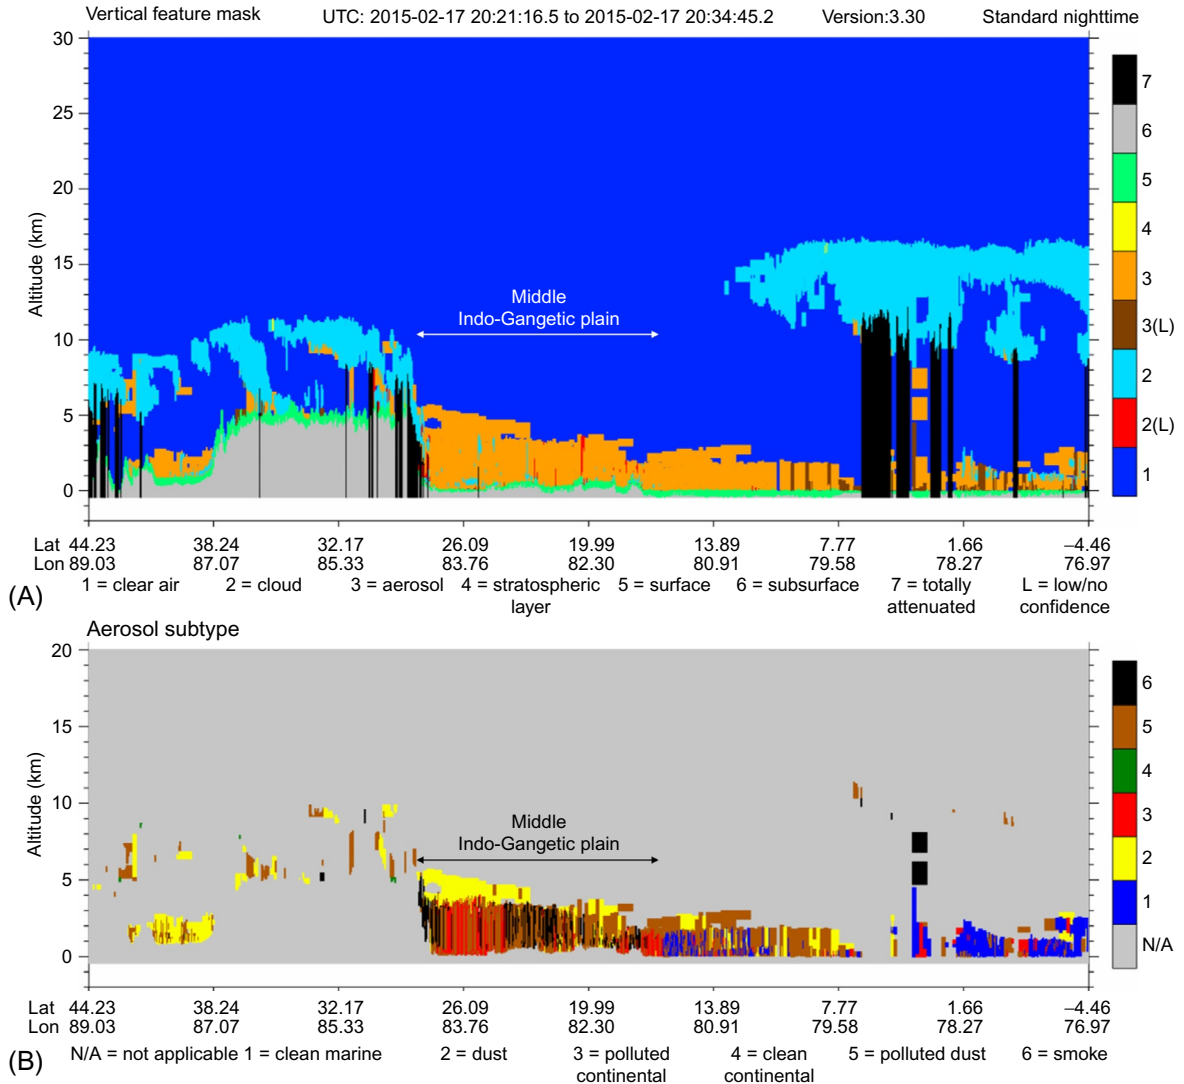 Vertical feature mask UTC: 2015-02-17 20:21:16.5 to 2015-02-17 20:34:45.2 Version:3.30 Standard nighttime
(A)
30
25
20
15
10
5
0
Altitude (km)
Middle
Indo-Gangetic plain
7
6
5
4
3
3(L)
2
2(L)
1
Lat 44.23 38.24 32.17 26.09 19.99 13.89 7.77 1.66 –4.46
Lon 89.03 87.07 85.33 83.76 82.30 80.91 79.58 78.27 76.97
1 = clear air 2 = cloud 3 = aerosol 4 = stratospheric layer 5 = surface 6 = subsurface 7 = totally attenuated L = low/no confidence
Aerosol subtype
20
15
10
5
0
Altitude (km)
Middle
Indo-Gangetic plain
6
5
4
3
2
1
N/A
Lat 44.23 38.24 32.17 26.09 19.99 13.89 7.77 1.66 –4.46
Lon 89.03 87.07 85.33 83.76 82.30 80.91 79.58 78.27 76.97
(B)
N/A = not applicable 1 = clean marine 2 = dust 3 = polluted continental 4 = clean continental 5 = polluted dust 6 = smoke